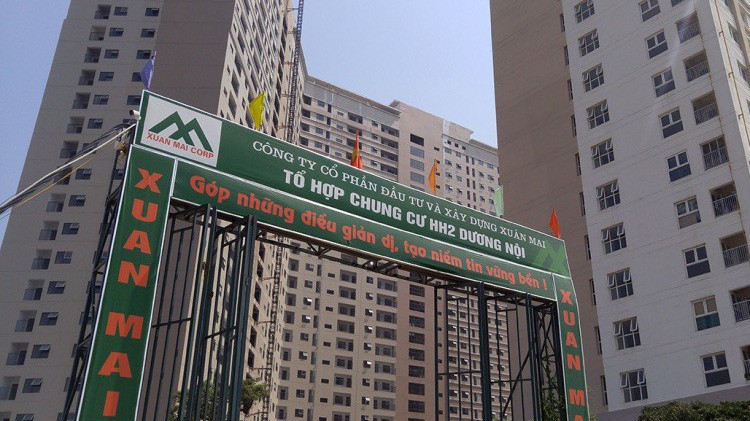 XUAN MAI CORP
CÔNG TY CỔ PHẦN ĐẦU TƯ VÀ XÂY DỰNG XUÂN MAI
TỔ HỢP CHUNG CƯ HH2 DƯƠNG NỘI
Góp những điều giản dị, tạo niềm tin vững bền !
XUAN MAI
XUAN MA